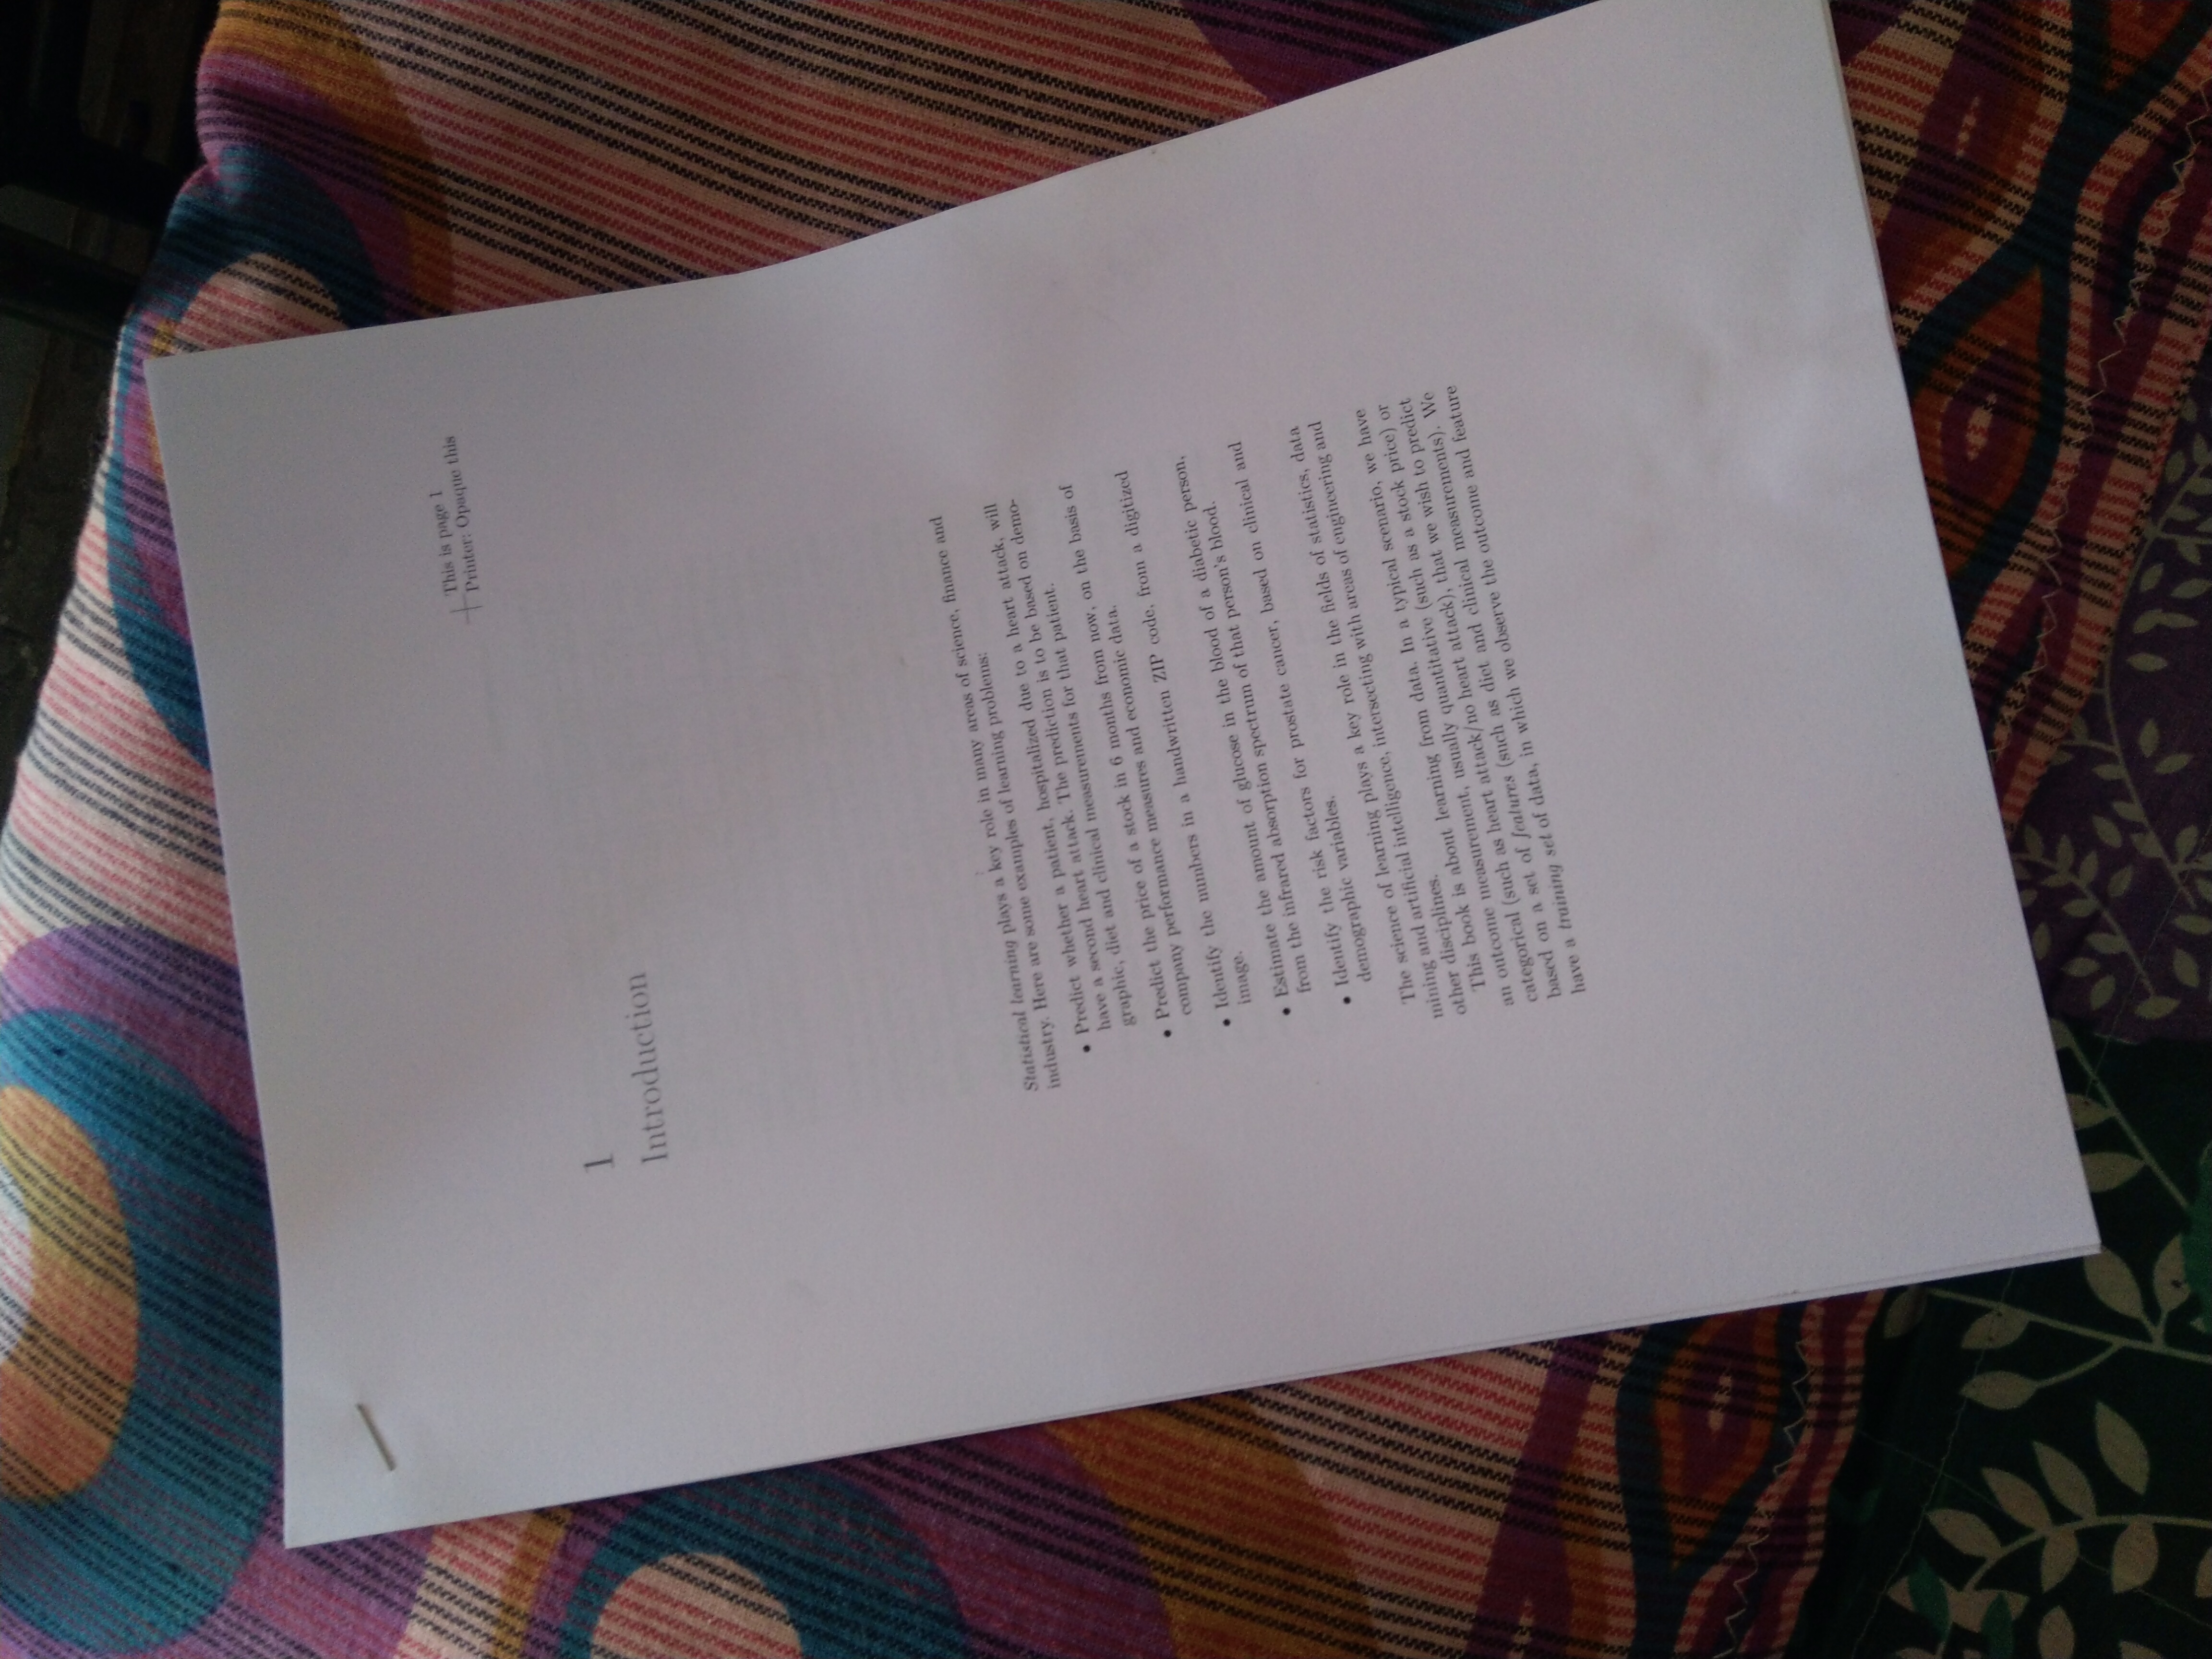 This is page 1
Printer: Opaque this
1
Introduction
Statistical learning plays a key role in many areas of science, finance and
industry. Here are some examples of learning problems:
• Predict whether a patient, hospitalized due to a heart attack, will
have a second heart attack. The prediction is to be based on demo-
graphic, diet and clinical measurements for that patient.
• Predict the price of a stock in 6 months from now, on the basis of
company performance measures and economic data.
• Identify the numbers in a handwritten ZIP code, from a digitized
image.
• Estimate the amount of glucose in the blood of a diabetic person,
from the infrared absorption spectrum of that person's blood.
• Identify the risk factors for prostate cancer, based on clinical and
demographic variables.
The science of learning plays a key role in the fields of statistics, data
mining and artificial intelligence, intersecting with areas of engineering and
other disciplines.
This book is about learning from data. In a typical scenario, we have
an outcome measurement, usually quantitative (such as a stock price) or
categorical (such as heart attack/no heart attack), that we wish to predict
based on a set of features (such as diet and clinical measurements). We
have a training set of data, in which we observe the outcome and feature